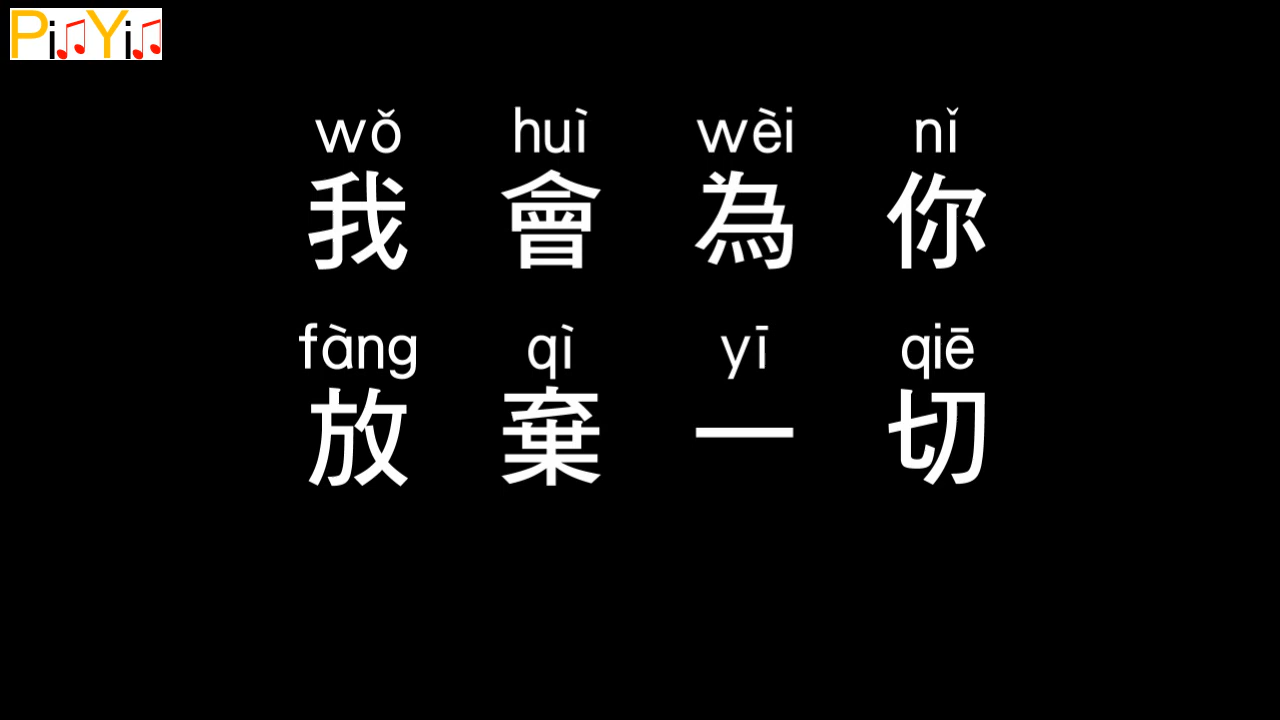 PinYin
wǒ huì wèi nǐ
我 會 為 你
fàng qì yī qiē
放 棄 一 切